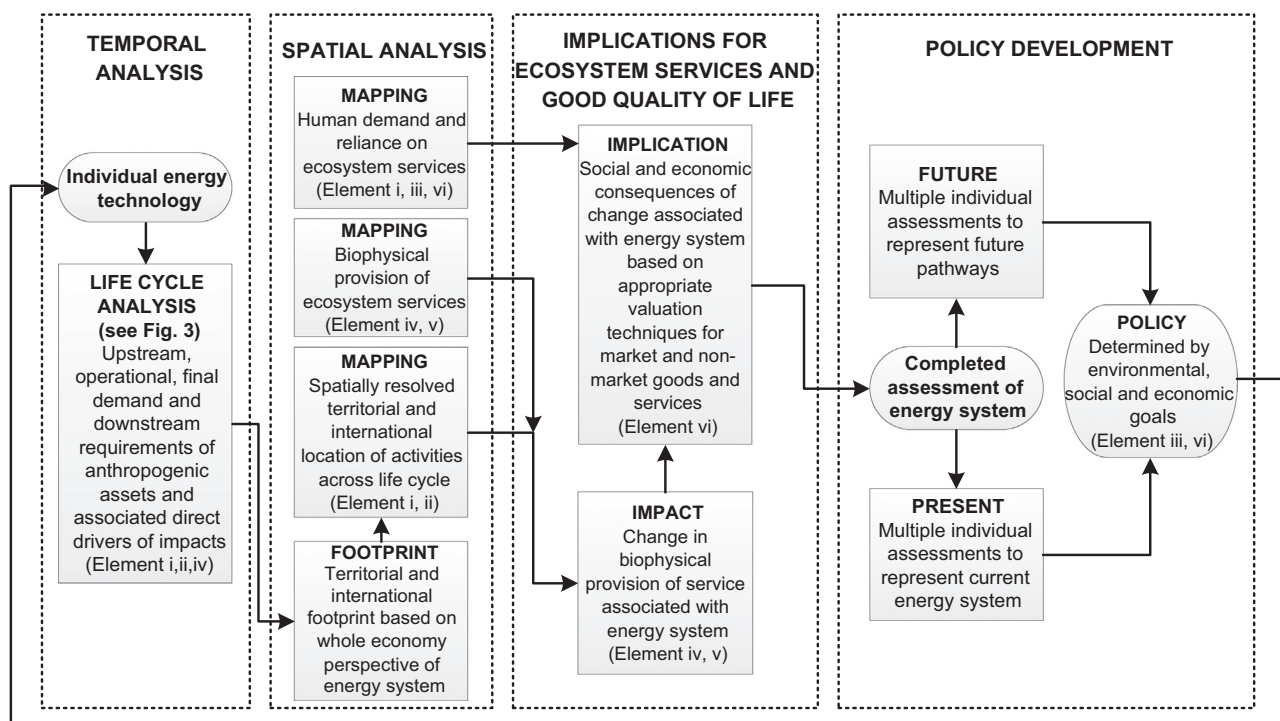 TEMPORAL
ANALYSIS
Individual energy
technology
LIFE CYCLE
ANALYSIS
(see Fig. 3)
Upstream,
operational, final
demand and
downstream
requirements of
anthropogenic
assets and
associated direct
drivers of impacts
(Element i,ii,iv)
SPATIAL ANALYSIS
MAPPING
Human demand and
reliance on
ecosystem services
(Element i, iii, vi)
MAPPING
Biophysical
provision of
ecosystem services
(Element iv, v)
MAPPING
Spatially resolved
territorial and
international
location of activities
across life cycle
(Element i, ii)
FOOTPRINT
Territorial and
international
footprint based on
whole economy
perspective of
energy system
IMPLICATIONS FOR
ECOSYSTEM SERVICES AND
GOOD QUALITY OF LIFE
IMPLICATION
Social and economic
consequences of
change associated
with energy system
based on
appropriate
valuation
techniques for
market and non-
market goods and
services
(Element vi)
IMPACT
Change in
biophysical
provision of service
associated with
energy system
(Element iv, v)
POLICY DEVELOPMENT
FUTURE
Multiple individual
assessments to
represent future
pathways
Completed
assessment of
energy system
PRESENT
Multiple individual
assessments to
represent current
energy system
POLICY
Determined by
environmental,
social and economic
goals
(Element iii, vi)